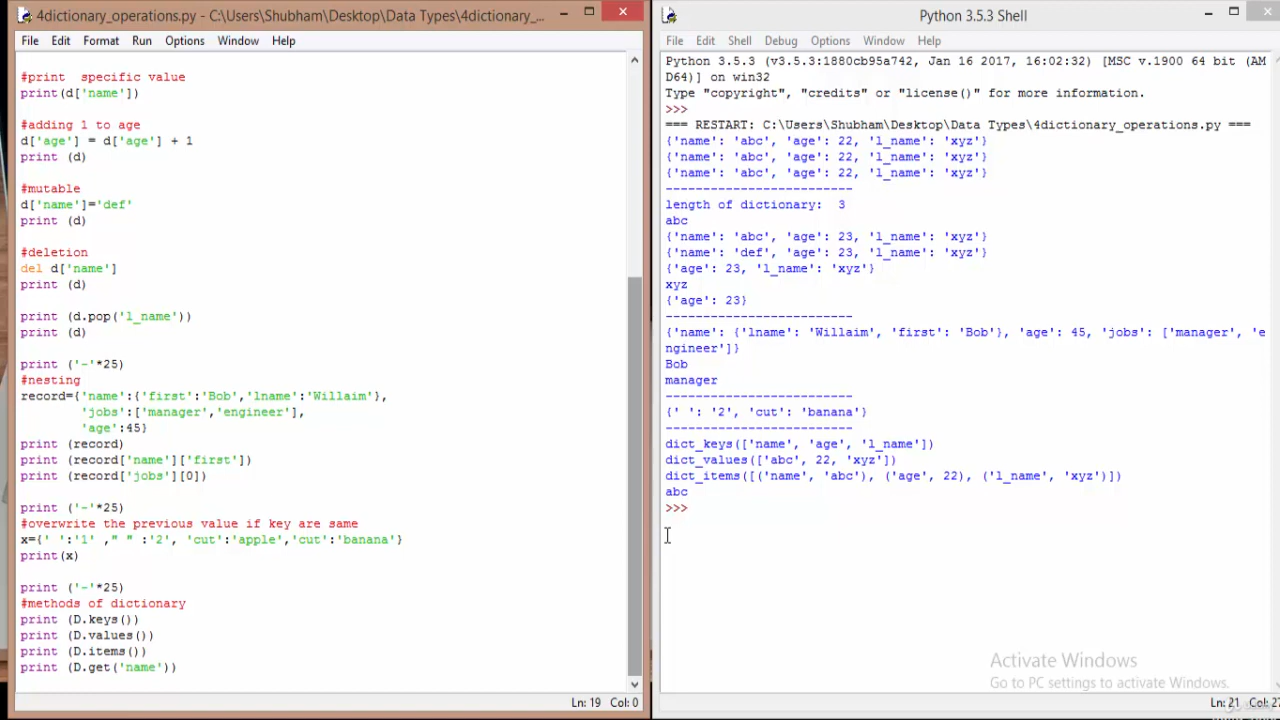 4dictionary_operations.py - C:\Users\Shubham\Desktop\Data Types\4dictionary_...
File Edit Format Run Options Window Help
#print  specific value
print(d['name'])
#adding 1 to age
d['age'] = d['age'] + 1
print (d)
#mutable
d['name']='def'
print (d)
#deletion
del d['name']
print (d)
print (d.pop('l_name'))
print (d)
print ('-'*25)
#nesting
record={'name':{'first':'Bob','lname':'Willaim'},
'jobs':['manager','engineer'],
'age':45}
print (record)
print (record['name']['first'])
print (record['jobs'][0])
print ('-'*25)
#overwrite the previous value if key are same
x={' ':'1' ," " :'2', 'cut':'apple','cut':'banana'}
print(x)
print ('-'*25)
#methods of dictionary
print (D.keys())
print (D.values())
print (D.items())
print (D.get('name'))
Ln: 19 Col: 0
Python 3.5.3 Shell
File Edit Shell Debug Options Window Help
Python 3.5.3 (v3.5.3:1880cb95a742, Jan 16 2017, 16:02:32) [MSC v.1900 64 bit (AM
D64)] on win32
Type "copyright", "credits" or "license()" for more information.
>>>
=== RESTART: C:\Users\Shubham\Desktop\Data Types\4dictionary_operations.py ===
{'name': 'abc', 'age': 22, 'l_name': 'xyz'}
{'name': 'abc', 'age': 22, 'l_name': 'xyz'}
{'name': 'abc', 'age': 22, 'l_name': 'xyz'}
-------------------------
length of dictionary:  3
abc
{'name': 'abc', 'age': 23, 'l_name': 'xyz'}
{'name': 'def', 'age': 23, 'l_name': 'xyz'}
{'age': 23, 'l_name': 'xyz'}
xyz
{'age': 23}
-------------------------
{'name': {'lname': 'Willaim', 'first': 'Bob'}, 'age': 45, 'jobs': ['manager', 'e
ngineer']}
Bob
manager
-------------------------
{' ': '2', 'cut': 'banana'}
-------------------------
dict_keys(['name', 'age', 'l_name'])
dict_values(['abc', 22, 'xyz'])
dict_items([('name', 'abc'), ('age', 22), ('l_name', 'xyz')])
abc
>>>
Activate Windows
Go to PC settings to activate Windows.
Ln: 21 Col: 27